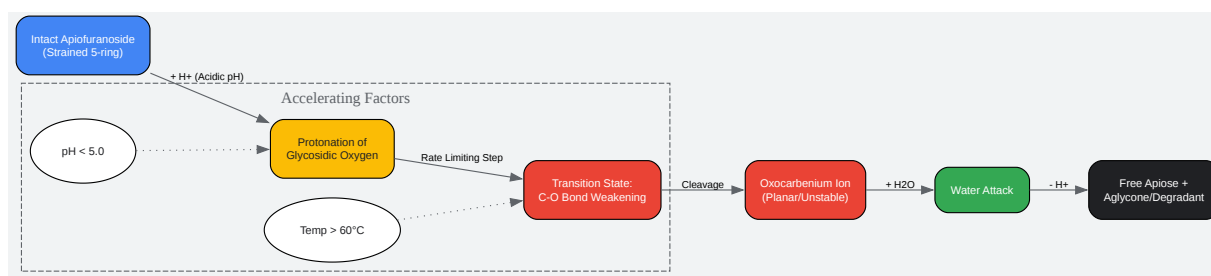 Intact Apiofuranoside
(Strained 5-ring)
+ H+ (Acidic pH)
Accelerating Factors
pH < 5.0
Protonation of
Glycosidic Oxygen
Rate Limiting Step
Temp > 60°C
Transition State:
C-O Bond Weakening
Cleavage
Oxocarbenium Ion
(Planar/Unstable)
+ H2O
Water Attack
- H+
Free Apiose +
Aglycone/Degradant